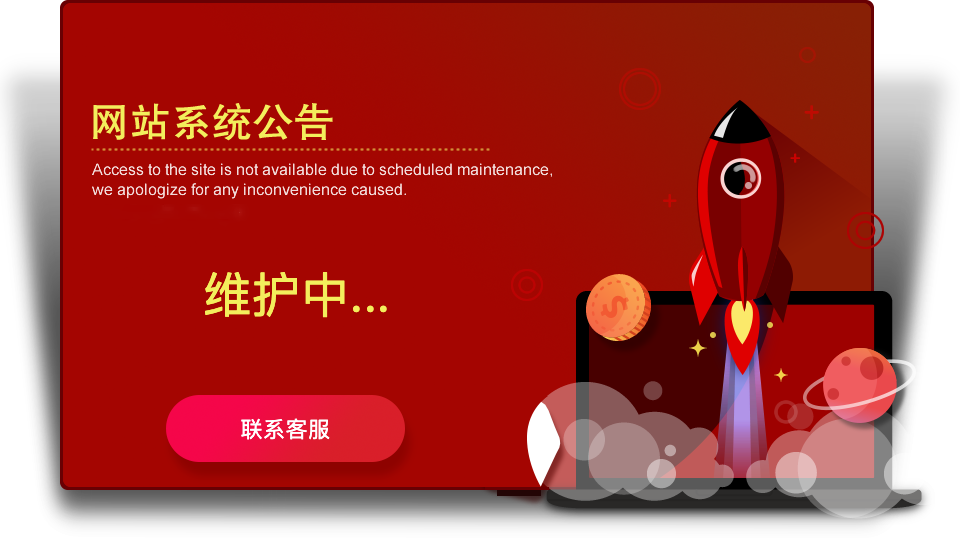 网站系统公告
Access to the site is not available due to scheduled maintenance,
we apologize for any inconvenience caused.
维护中...
联系客服